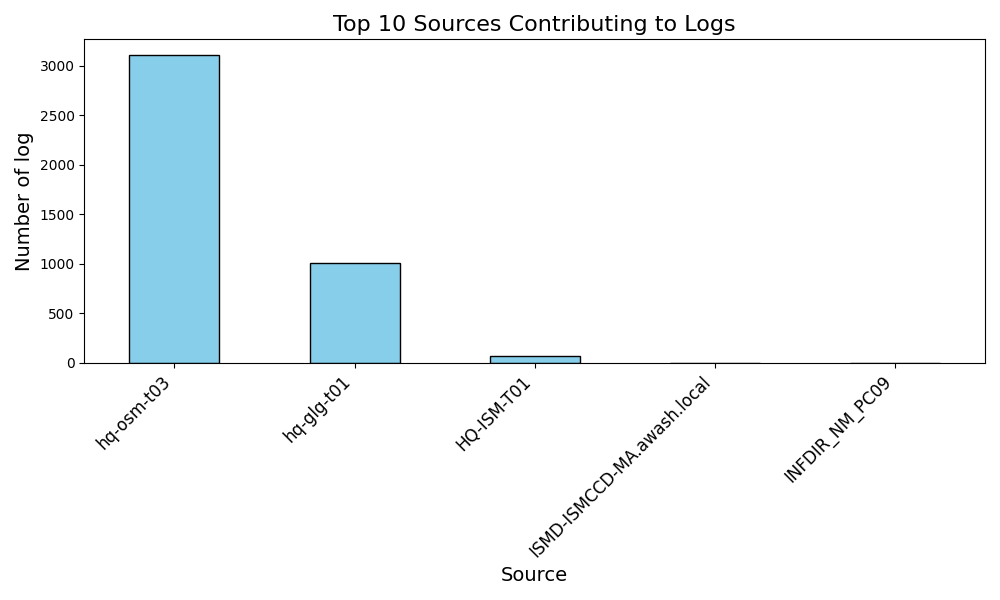 Top 10 Sources Contributing to Logs
Number of log
3000
2500
2000
1500
1000
500
0
hq-osm-t03
hq-glg-t01
HQ-ISM-T01
ISMD-ISMCCD-MA.awash.local
INFDIR_NM_PC09
Source